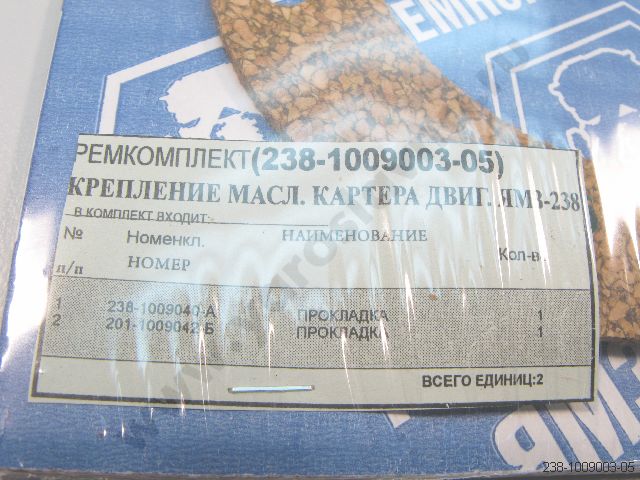 РЕМКОМПЛЕКТ(238-1009003-05)
КРЕПЛЕНИЕ МАСЛ. КАРТЕРА ДВИГ. ЯМЗ-238
В КОМПЛЕКТ ВХОДИТ:
№ Номенкл. НАИМЕНОВАНИЕ Кол-в
п/п НОМЕР
1 238-1009040-А ПРОКЛАДКА 1
2 201-1009042-Б ПРОКЛАДКА 1
ВСЕГО ЕДИНИЦ:2
238-1009003-05